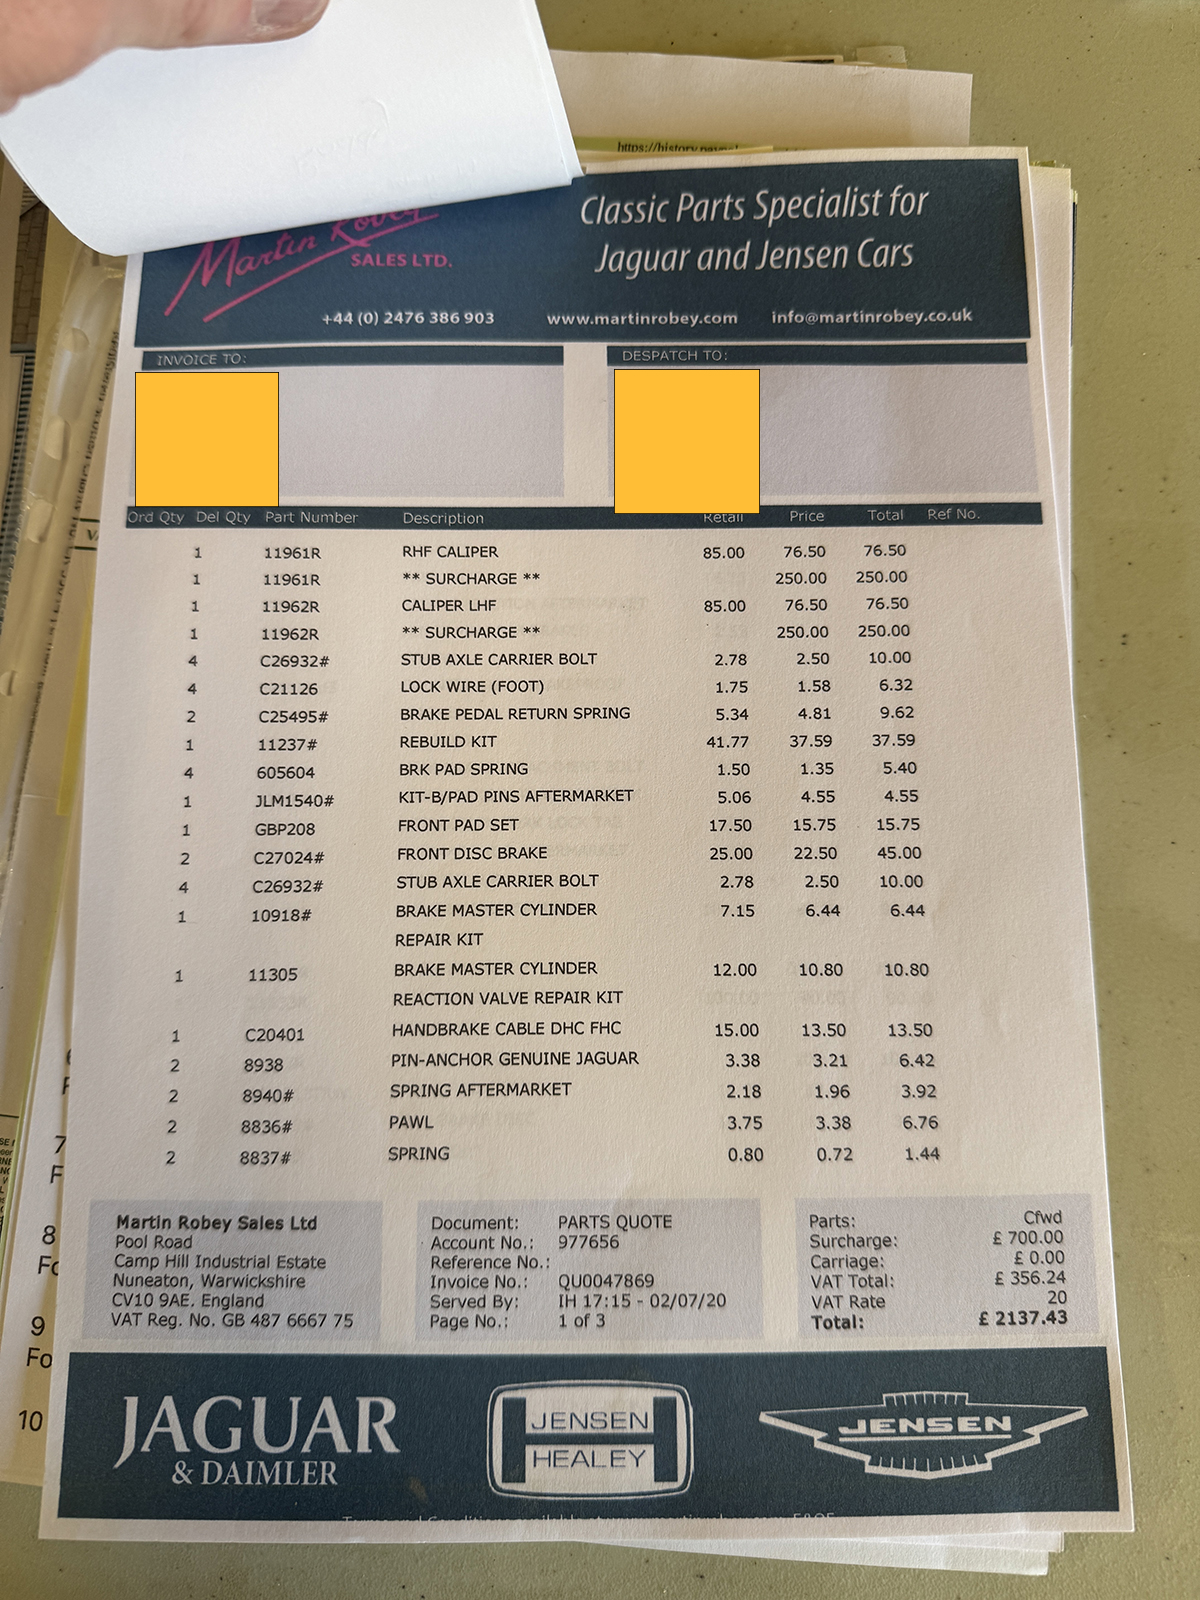 https://history.paypal
Martin Robey
SALES LTD.
Classic Parts Specialist for
Jaguar and Jensen Cars
+44 (0) 2476 386 903 www.martinrobey.com info@martinrobey.co.uk
INVOICE TO: DESPATCH TO:
Ord Qty Del Qty Part Number Description Retail Price Total Ref No.
1 11961R RHF CALIPER 85.00 76.50 76.50
1 11961R ** SURCHARGE ** 250.00 250.00
1 11962R CALIPER LHF 85.00 76.50 76.50
1 11962R ** SURCHARGE ** 250.00 250.00
4 C26932# STUB AXLE CARRIER BOLT 2.78 2.50 10.00
4 C21126 LOCK WIRE (FOOT) 1.75 1.58 6.32
2 C25495# BRAKE PEDAL RETURN SPRING 5.34 4.81 9.62
1 11237# REBUILD KIT 41.77 37.59 37.59
4 605604 BRK PAD SPRING 1.50 1.35 5.40
1 JLM1540# KIT-B/PAD PINS AFTERMARKET 5.06 4.55 4.55
1 GBP208 FRONT PAD SET 17.50 15.75 15.75
2 C27024# FRONT DISC BRAKE 25.00 22.50 45.00
4 C26932# STUB AXLE CARRIER BOLT 2.78 2.50 10.00
1 10918# BRAKE MASTER CYLINDER 7.15 6.44 6.44
REPAIR KIT
1 11305 BRAKE MASTER CYLINDER 12.00 10.80 10.80
REACTION VALVE REPAIR KIT
1 C20401 HANDBRAKE CABLE DHC FHC 15.00 13.50 13.50
2 8938 PIN-ANCHOR GENUINE JAGUAR 3.38 3.21 6.42
2 8940# SPRING AFTERMARKET 2.18 1.96 3.92
2 8836# PAWL 3.75 3.38 6.76
2 8837# SPRING 0.80 0.72 1.44
Martin Robey Sales Ltd
Pool Road
Camp Hill Industrial Estate
Nuneaton, Warwickshire
CV10 9AE. England
VAT Reg. No. GB 487 6667 75
Document: PARTS QUOTE
Account No.: 977656
Reference No.:
Invoice No.: QU0047869
Served By: IH 17:15 - 02/07/20
Page No.: 1 of 3
Parts: Cfwd
Surcharge: £ 700.00
Carriage: £ 0.00
VAT Total: £ 356.24
VAT Rate 20
Total: £ 2137.43
7
8
Fo
9
Fo
10
JAGUAR
& DAIMLER
JENSEN
HEALEY
JENSEN